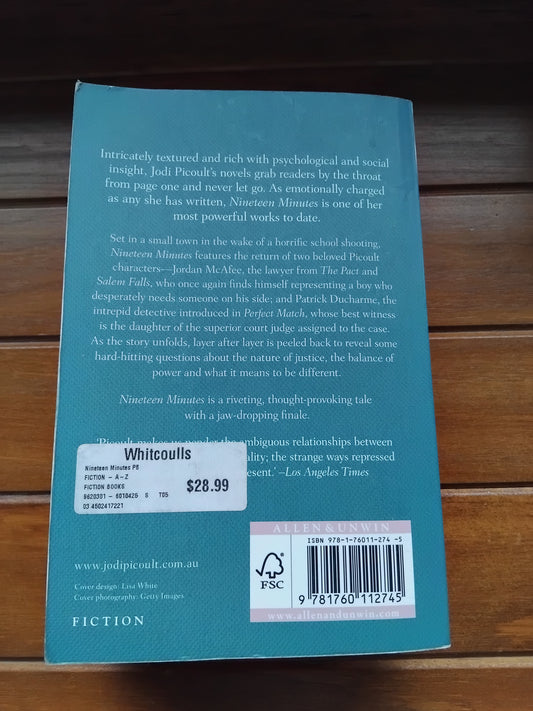 Intricately textured and rich with psychological and social
insight, Jodi Picoult's novels grab readers by the throat
from page one and never let go. As emotionally charged
as any she has written, Nineteen Minutes is one of her
most powerful works to date.
Set in a small town in the wake of a horrific school shooting,
Nineteen Minutes features the return of two beloved Picoult
characters—Jordan McAfee, the lawyer from The Pact and
Salem Falls, who once again finds himself representing a boy who
desperately needs someone on his side; and Patrick Ducharme, the
intrepid detective introduced in Perfect Match, whose best witness
is the daughter of the superior court judge assigned to the case.
As the story unfolds, layer after layer is peeled back to reveal some
hard-hitting questions about the nature of justice, the balance of
power and what it means to be different.
Nineteen Minutes is a riveting, thought-provoking tale
with a jaw-dropping finale.
'Picoult makes us ponder the ambiguous relationships between
the strange ways repressed
–Los Angeles Times
Whitcoulls
Nineteen Minutes PB
FICTION - A-Z
FICTION BOOKS
6010425 S T05
$28.99
03 4602417221
ALLEN & UNWIN
ISBN 978-1-76011-274-5
FSC
9 781760 112745
www.allenandunwin.com
www.jodipicoult.com.au
Cover design: Lisa White
Cover photography: Getty Images
FICTION